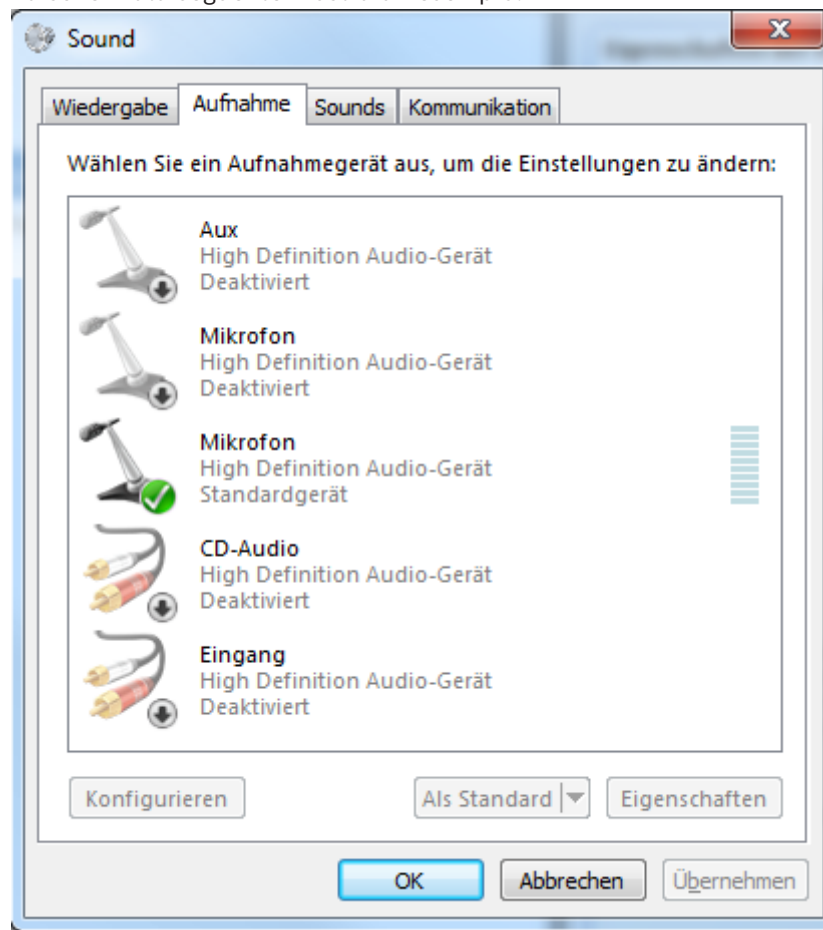 Sound
Wiedergabe Aufnahme Sounds Kommunikation
Wählen Sie ein Aufnahmegerät aus, um die Einstellungen zu ändern:
Aux
High Definition Audio-Gerät
Deaktiviert
Mikrofon
High Definition Audio-Gerät
Deaktiviert
Mikrofon
High Definition Audio-Gerät
Standardgerät
CD-Audio
High Definition Audio-Gerät
Deaktiviert
Eingang
High Definition Audio-Gerät
Deaktiviert
Konfigurieren Als Standard Eigenschaften
OK Abbrechen Übernehmen